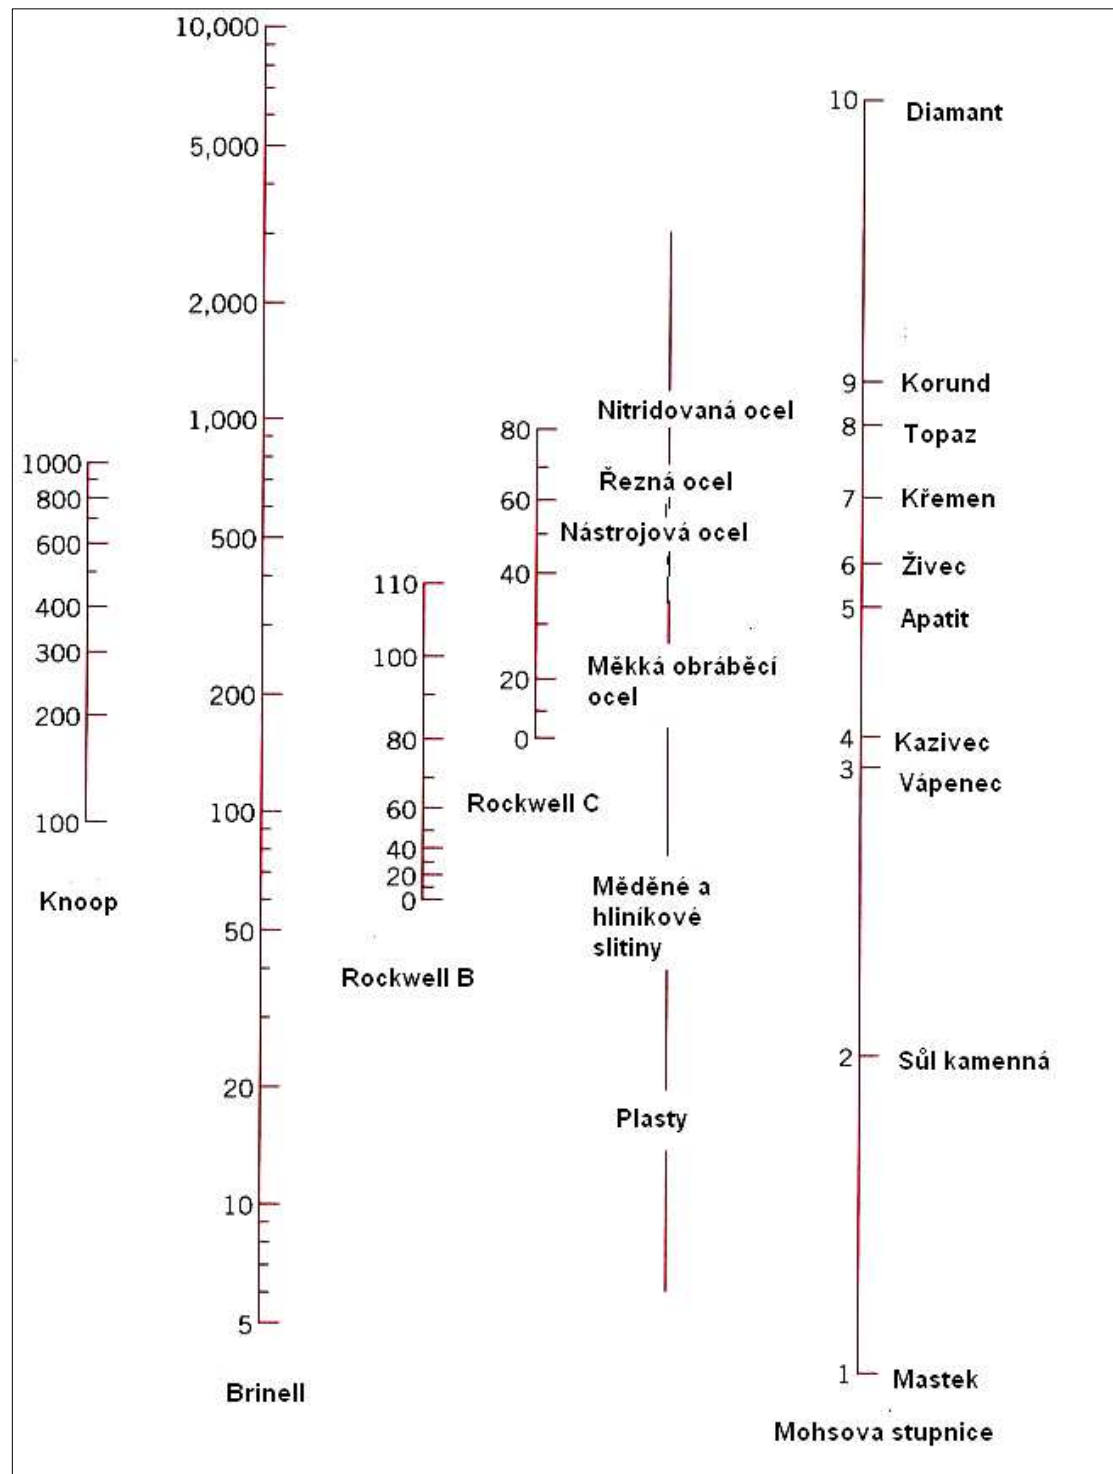 10,000
5,000
2,000
1,000
500
200
100
50
20
10
5
Brinell
1000
800
600
400
300
200
100
Knoop
110
100
80
60
40
20
0
Rockwell B
80
60
40
20
0
Rockwell C
Nitridovaná ocel
Řezná ocel
Nástrojová ocel
Měkká obráběcí
ocel
Měděné a
hliníkové
slitiny
Plasty
10 Diamant
9 Korund
8 Topaz
7 Křemen
6 Živec
5 Apatit
4 Kazivec
3 Vápenec
2 Sůl kamenná
1 Mastek
Mohsova stupnice